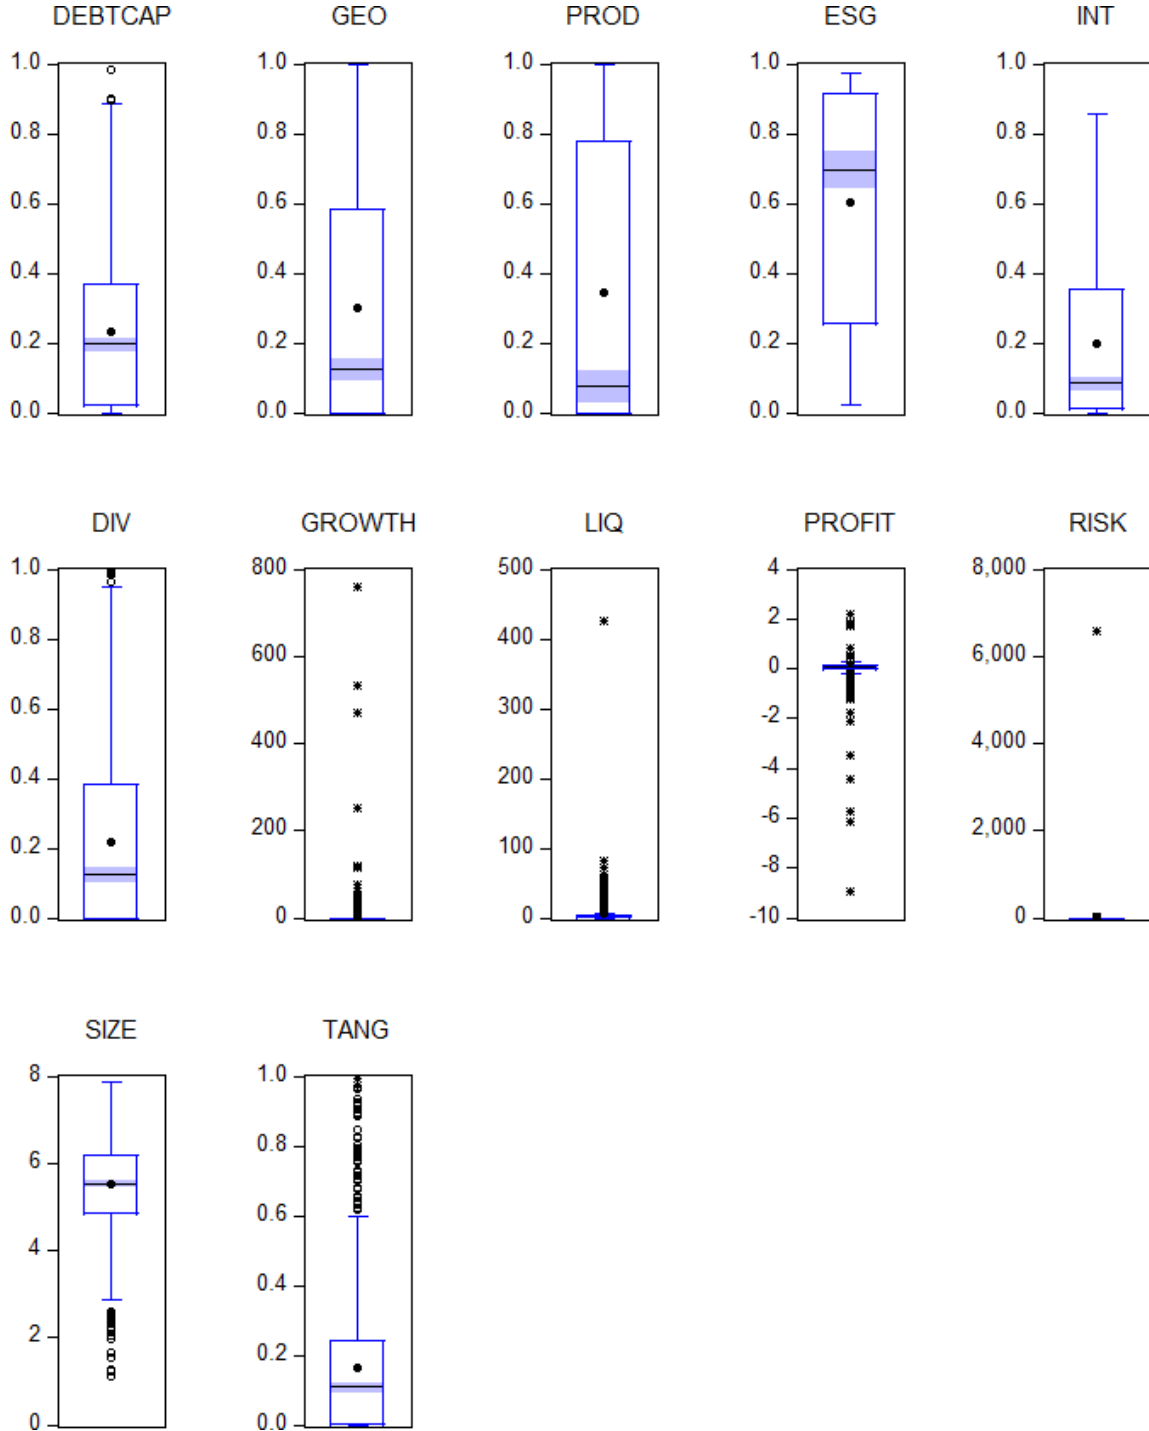 DEBTCAP GEO PROD ESG INT
1.0 1.0 1.0 1.0 1.0
0.8 0.8 0.8 0.8 0.8
0.6 0.6 0.6 0.6 0.6
0.4 0.4 0.4 0.4 0.4
0.2 0.2 0.2 0.2 0.2
0.0 0.0 0.0 0.0 0.0
DIV GROWTH LIQ PROFIT RISK
1.0 800 500 4 8,000
2
0.8 400
600 0 6,000
0.6 300
-2
400 4,000
0.4 200 -4
-6
0.2 200 100 2,000
-8
0.0 0 0 -10 0
SIZE TANG
8 1.0
0.8
6
0.6
4
0.4
2
0.2
0 0.0